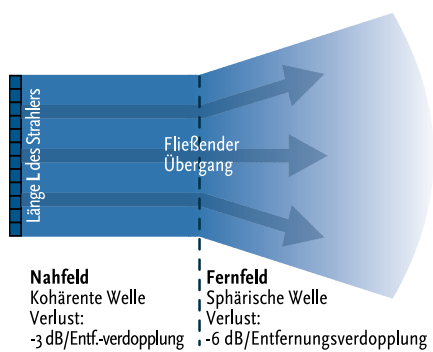 Länge L des Strahlers
Fließender
Übergang
Nahfeld
Kohärente Welle
Verlust:
-3 dB/Entf.-verdopplung
Fernfeld
Sphärische Welle
Verlust:
-6 dB/Entfernungsverdopplung